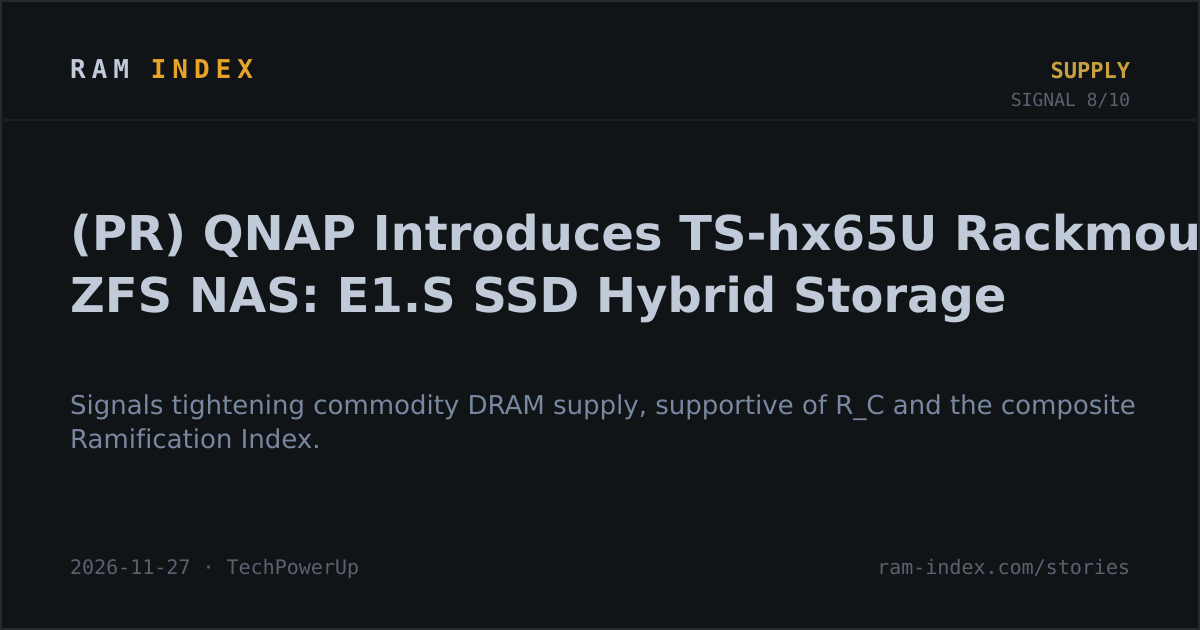 RAM INDEX
SUPPLY
SIGNAL 8/10
(PR) QNAP Introduces TS-hx65U Rackmou
ZFS NAS: E1.S SSD Hybrid Storage
Signals tightening commodity DRAM supply, supportive of R_C and the composite
Ramification Index.
2026-11-27 · TechPowerUp
ram-index.com/stories